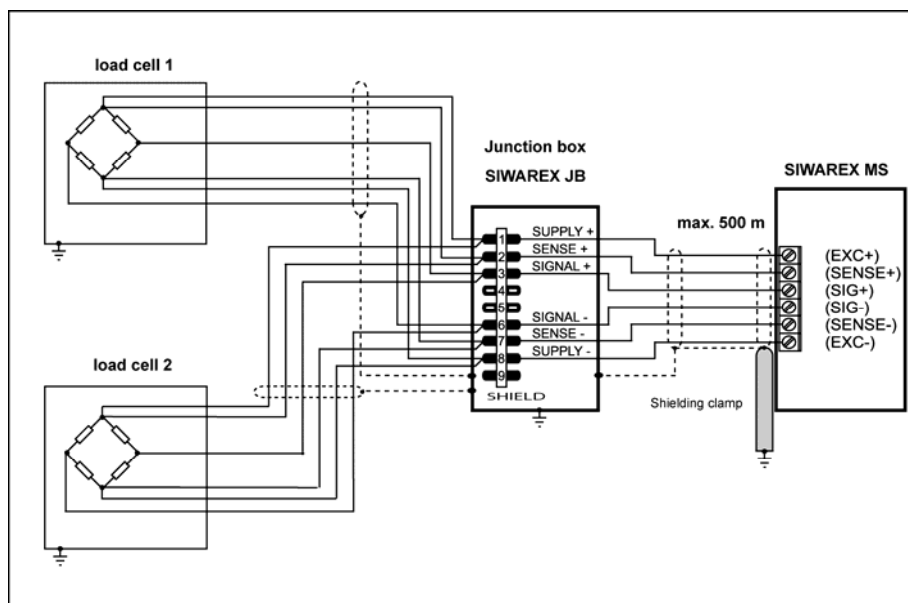 load cell 1
Junction box
SIWAREX JB
SIWAREX MS
max. 500 m
1 SUPPLY +
2 SENSE +
3 SIGNAL +
4
5
6 SIGNAL -
7 SENSE -
8 SUPPLY -
9
SHIELD
(EXC+)
(SENSE+)
(SIG+)
(SIG-)
(SENSE-)
(EXC-)
Shielding clamp
load cell 2